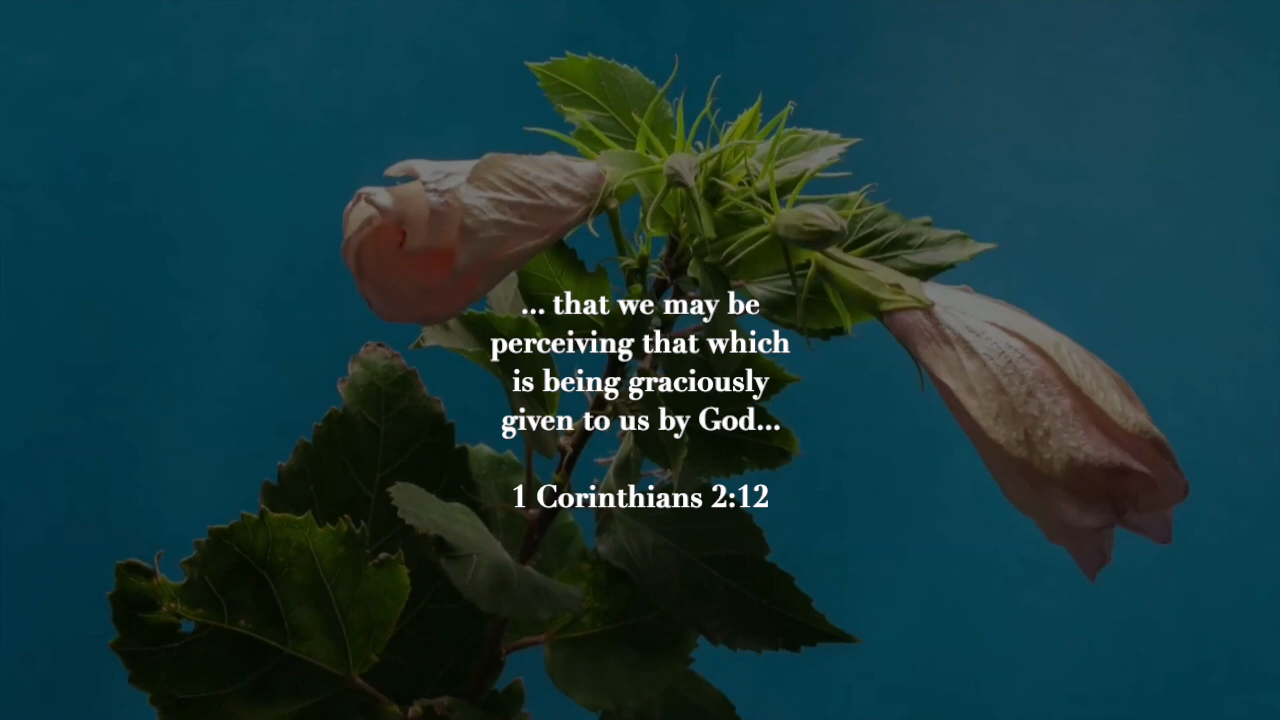 ... that we may be
perceiving that which
is being graciously
given to us by God...
1 Corinthians 2:12